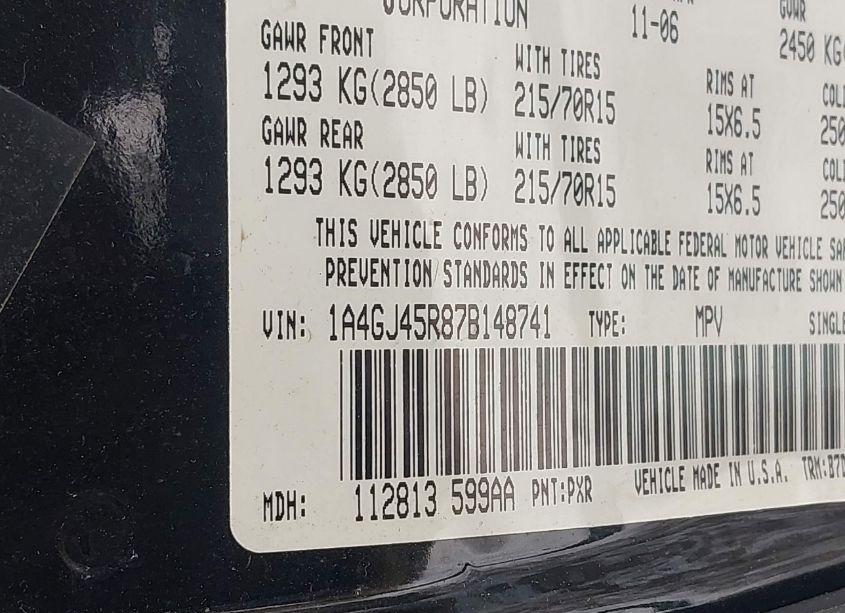 CORPORATION 11-06 GVWR
GAWR FRONT WITH TIRES RIMS AT 2450 KG
1293 KG(2850 LB) 215/70R15 15X6.5
GAWR REAR WITH TIRES RIMS AT
1293 KG(2850 LB) 215/70R15 15X6.5
THIS VEHICLE CONFORMS TO ALL APPLICABLE FEDERAL MOTOR VEHICLE
PREVENTION STANDARDS IN EFFECT ON THE DATE OF MANUFACTURE SHOWN
VIN: 1A4GJ45R87B148741 TYPE: MPV
MDH: 112813 599AA PNT:PXR VEHICLE MADE IN U.S.A. TRM:B7D